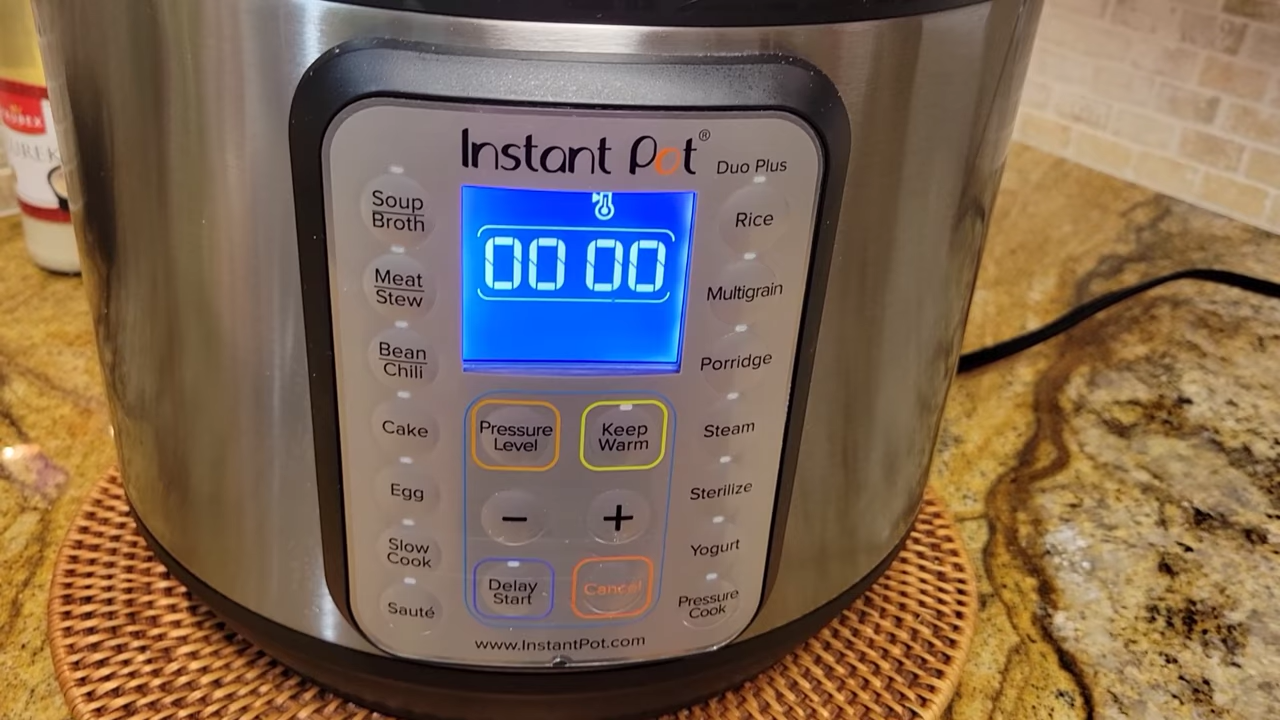 Instant Pot®
Duo Plus
00 00
Soup
Broth
Meat
Stew
Bean
Chili
Cake
Egg
Slow
Cook
Sauté
Pressure
Level
Keep
Warm
−
+
Delay
Start
Cancel
Rice
Multigrain
Porridge
Steam
Sterilize
Yogurt
Pressure
Cook
www.InstantPot.com